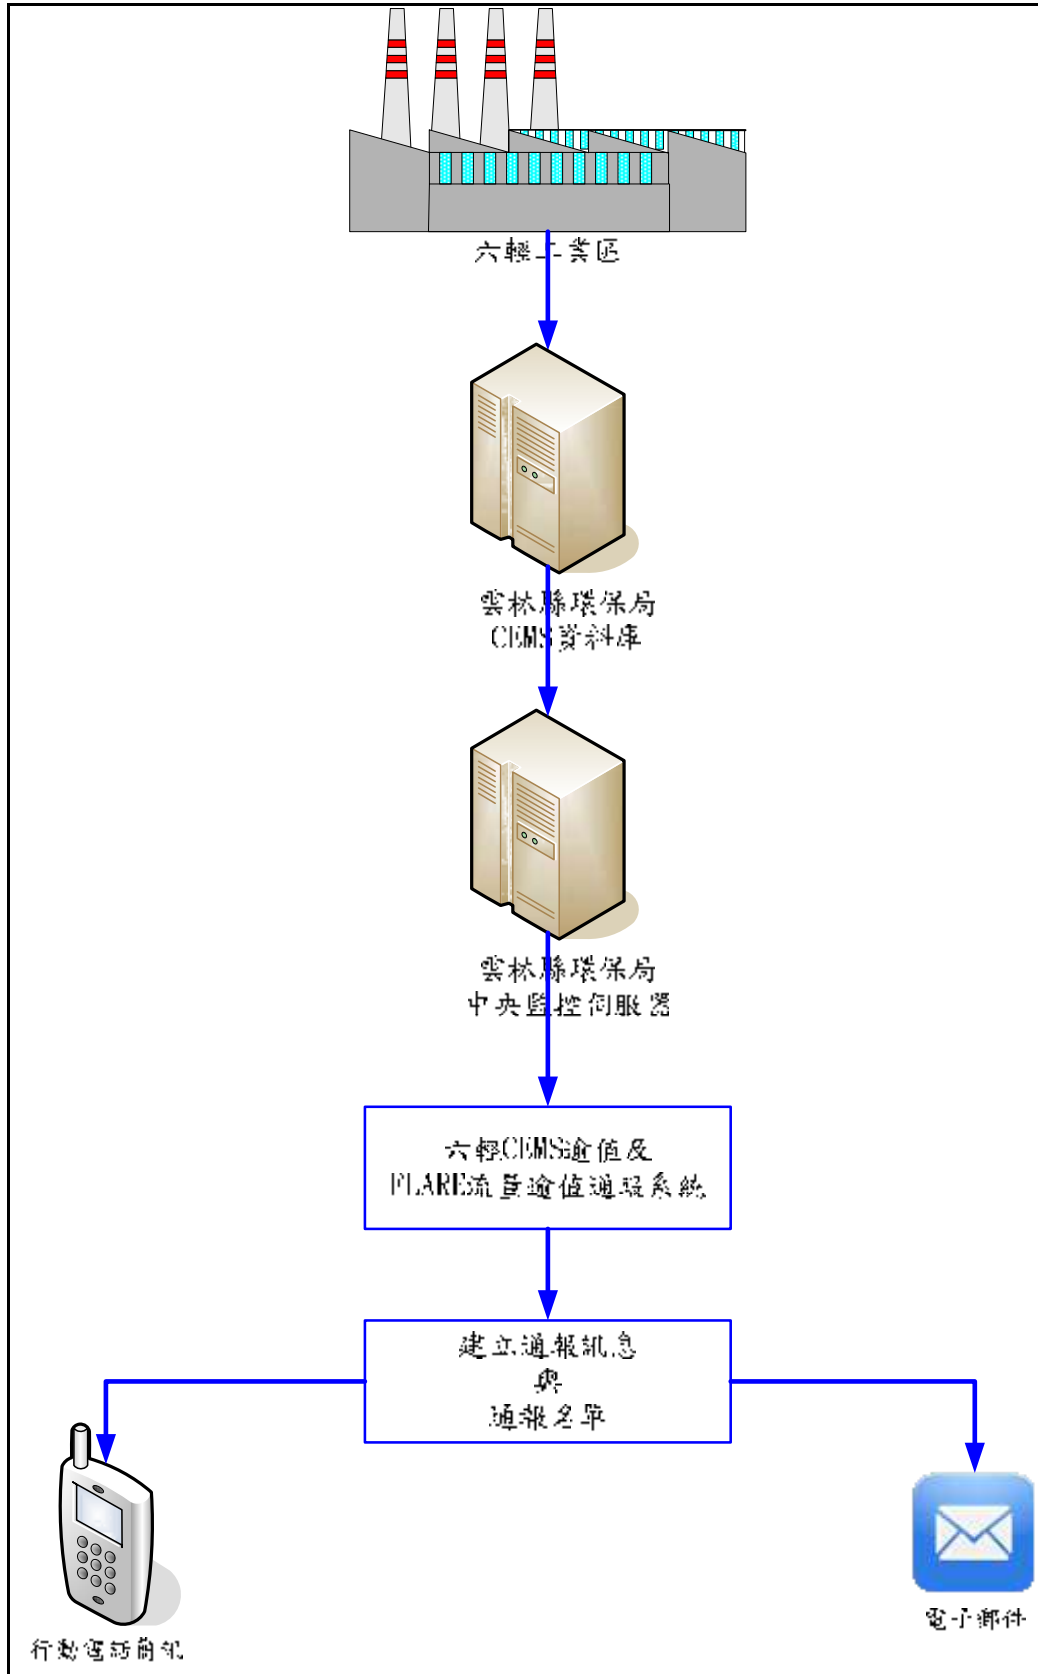 六輕工業區
雲林縣環保局
CEMS資料庫
雲林縣環保局
中央監控伺服器
六輕CEMS逾值及
FLARE流量逾值通報系統
建立通報訊息
與
通報名單
行動電話簡訊
電子郵件